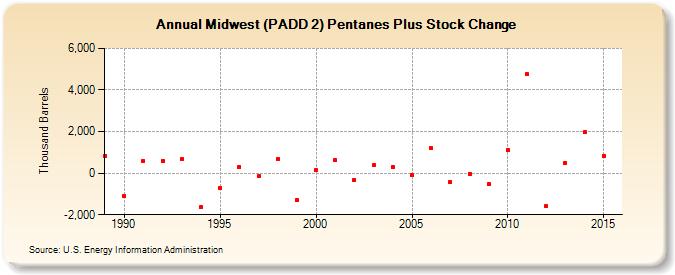 Annual Midwest (PADD 2) Pentanes Plus Stock Change
Thousand Barrels
6,000
4,000
2,000
0
-2,000
1990 1995 2000 2005 2010 2015
Source: U.S. Energy Information Administration